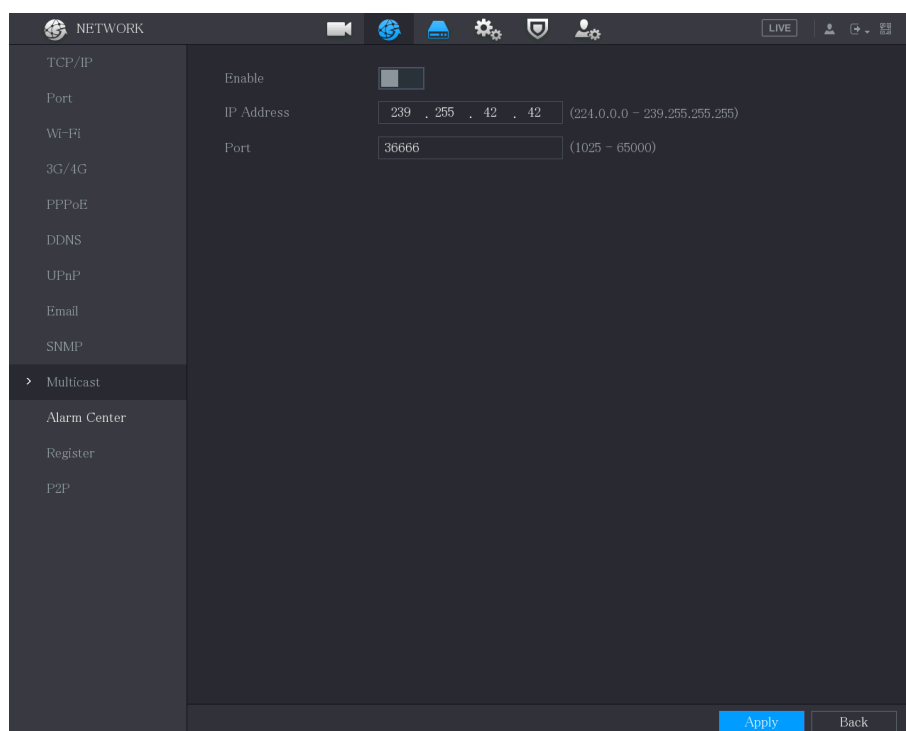 NETWORK
LIVE
TCP/IP
Port
Wi-Fi
3G/4G
PPPoE
DDNS
UPnP
Email
SNMP
Multicast
Alarm Center
Register
P2P
Enable
IP Address 239 . 255 . 42 . 42 (224.0.0.0 - 239.255.255.255)
Port 36666 (1025 - 65000)
Apply Back